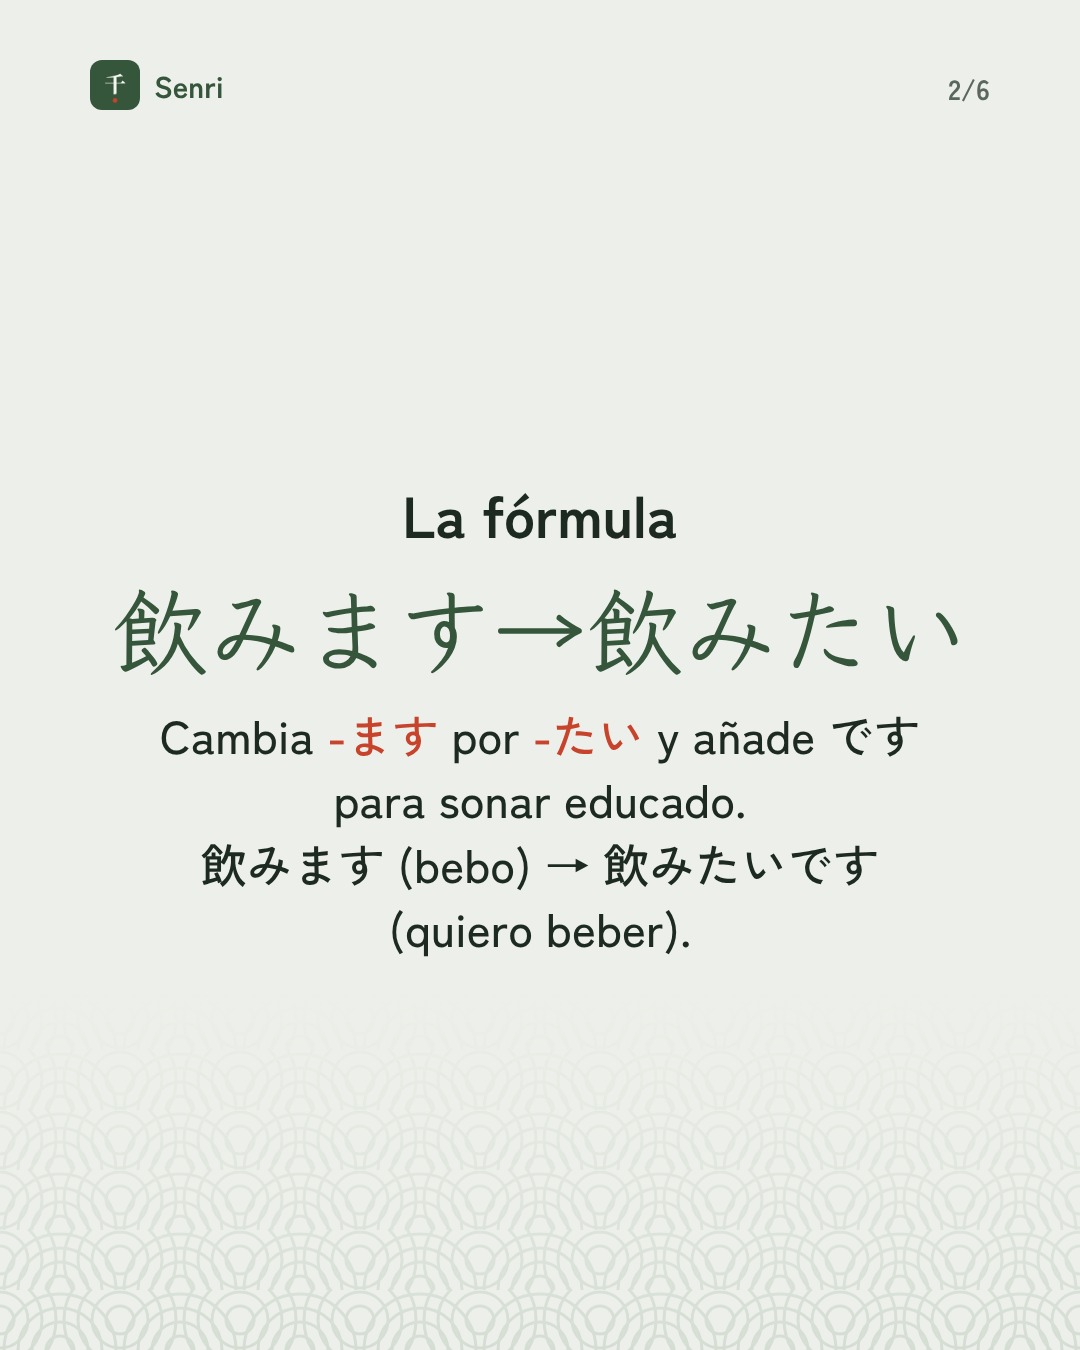 千
Senri
2/6
La fórmula
飲みます→飲みたい
Cambia -ます por -たい y añade です
para sonar educado.
飲みます (bebo) → 飲みたいです
(quiero beber).